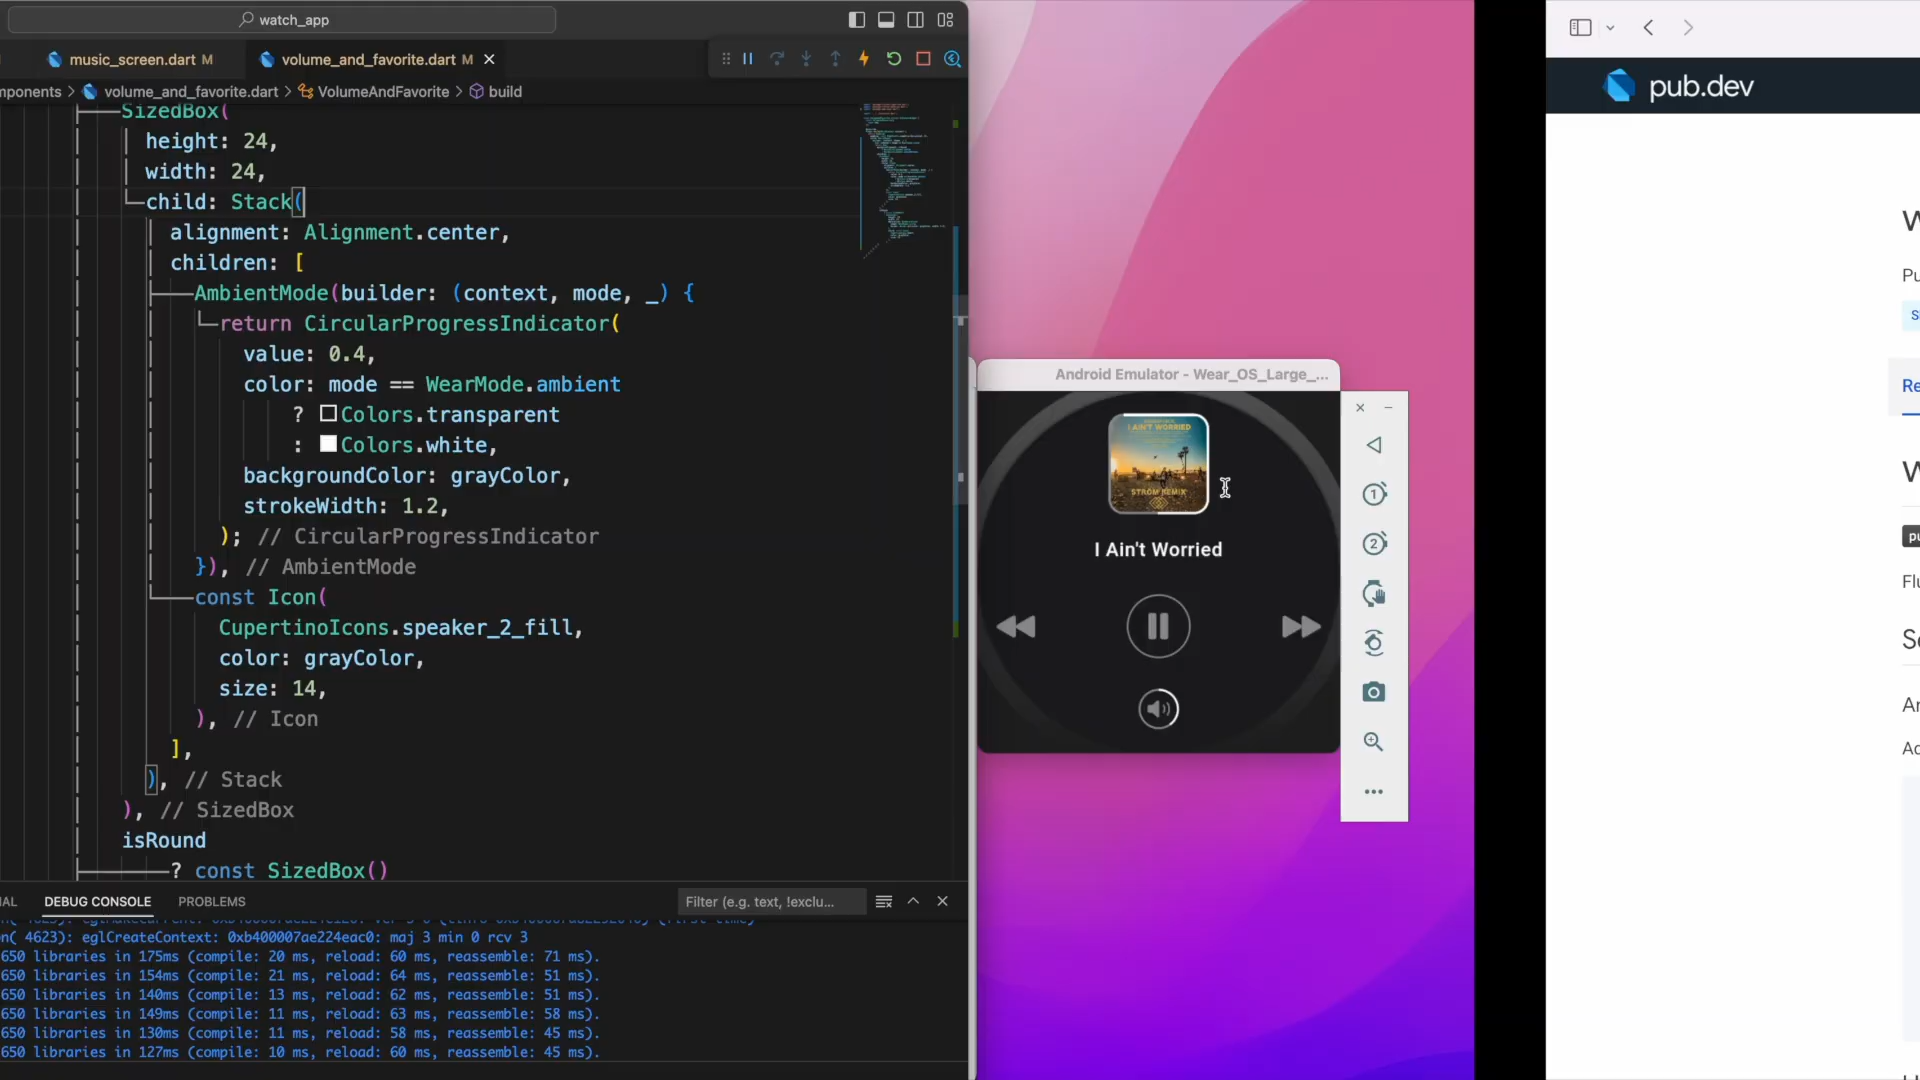 watch_app
music_screen.dart M
volume_and_favorite.dart M
volume_and_favorite.dart > VolumeAndFavorite > build
SizedBox(
height: 24,
width: 24,
child: Stack(
alignment: Alignment.center,
children: [
AmbientMode(builder: (context, mode, _) {
return CircularProgressIndicator(
value: 0.4,
color: mode == WearMode.ambient
? Colors.transparent
: Colors.white,
backgroundColor: grayColor,
strokeWidth: 1.2,
); // CircularProgressIndicator
}), // AmbientMode
const Icon(
CupertinoIcons.speaker_2_fill,
color: grayColor,
size: 14,
), // Icon
],
), // Stack
), // SizedBox
isRound
? const SizedBox()
DEBUG CONSOLE
PROBLEMS
Filter (e.g. text, !exclu...
n( 4623): eglCreateContext: 0xb400007ae224eac0: maj 3 min 0 rcv 3
650 libraries in 175ms (compile: 20 ms, reload: 60 ms, reassemble: 71 ms).
650 libraries in 154ms (compile: 21 ms, reload: 64 ms, reassemble: 51 ms).
650 libraries in 140ms (compile: 13 ms, reload: 62 ms, reassemble: 51 ms).
650 libraries in 149ms (compile: 11 ms, reload: 63 ms, reassemble: 58 ms).
650 libraries in 130ms (compile: 11 ms, reload: 58 ms, reassemble: 45 ms).
650 libraries in 127ms (compile: 10 ms, reload: 60 ms, reassemble: 45 ms).
Android Emulator - Wear_OS_Large_...
I AIN'T WORRIED
STROM REMIX
I Ain't Worried
1
2
pub.dev